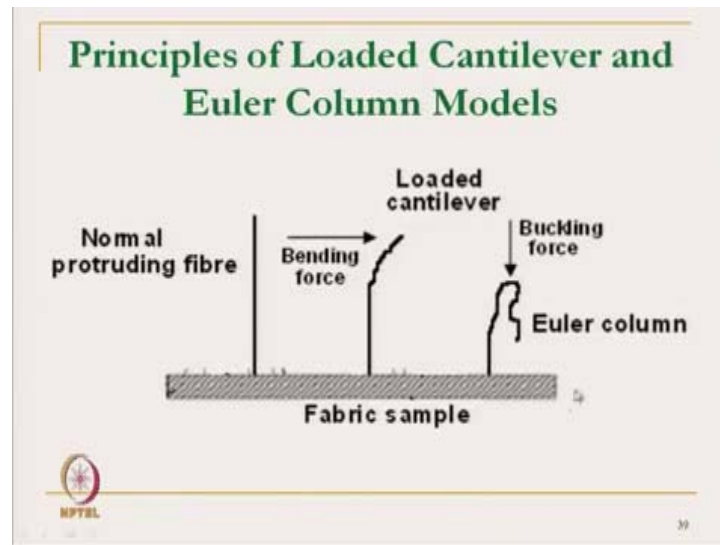 Principles of Loaded Cantilever and
Euler Column Models
Loaded
cantilever
Normal
protruding fibre
Bending
force
Buckling
force
Euler column
Fabric sample
NPTEL